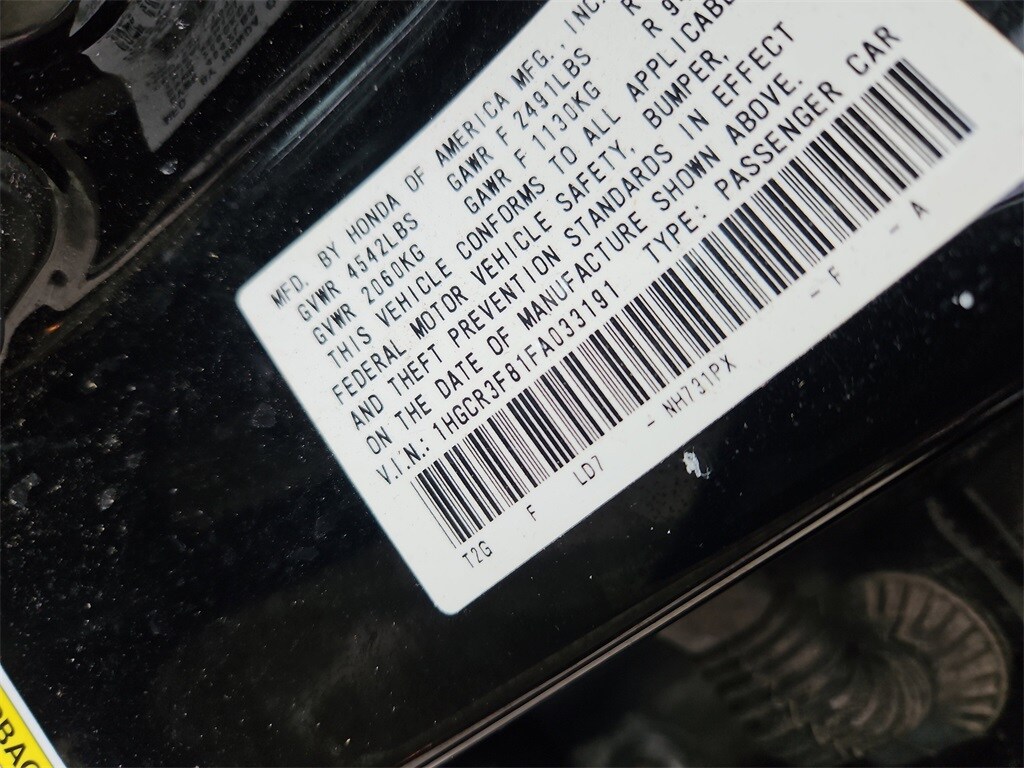 MFD. BY HONDA OF AMERICA MFG., INC.
GVWR 4542LBS GAWR F 2491LBS R
GVWR 2060KG GAWR F 1130KG R
THIS VEHICLE CONFORMS TO ALL
FEDERAL MOTOR VEHICLE SAFETY, BUMPER,
AND THEFT PREVENTION STANDARDS IN EFFECT
ON THE DATE OF MANUFACTURE SHOWN ABOVE.
V.I.N.: 1HGCR3F81FA033191 TYPE: PASSENGER CAR
T2G F LD7 - NH731PX - F - A